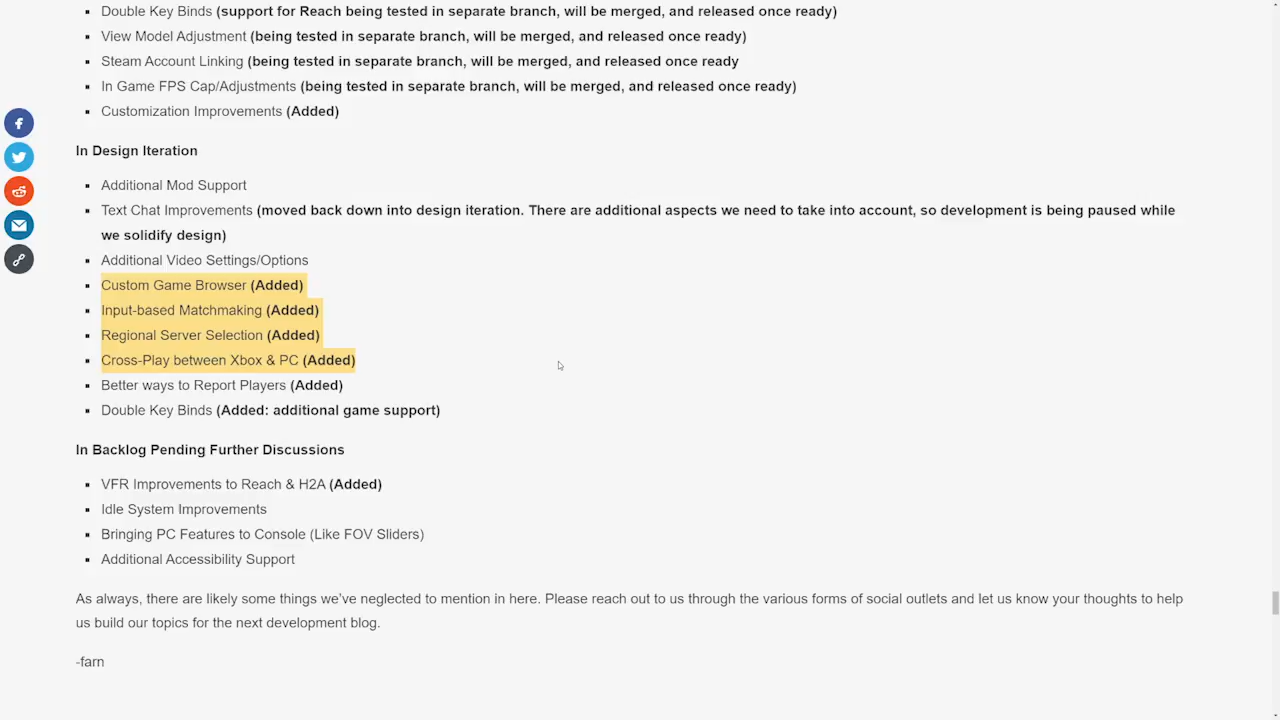 Double Key Binds (support for Reach being tested in separate branch, will be merged, and released once ready)
View Model Adjustment (being tested in separate branch, will be merged, and released once ready)
Steam Account Linking (being tested in separate branch, will be merged, and released once ready
In Game FPS Cap/Adjustments (being tested in separate branch, will be merged, and released once ready)
Customization Improvements (Added)
In Design Iteration
Additional Mod Support
Text Chat Improvements (moved back down into design iteration. There are additional aspects we need to take into account, so development is being paused while
we solidify design)
Additional Video Settings/Options
Custom Game Browser (Added)
Input-based Matchmaking (Added)
Regional Server Selection (Added)
Cross-Play between Xbox & PC (Added)
Better ways to Report Players (Added)
Double Key Binds (Added: additional game support)
In Backlog Pending Further Discussions
VFR Improvements to Reach & H2A (Added)
Idle System Improvements
Bringing PC Features to Console (Like FOV Sliders)
Additional Accessibility Support
As always, there are likely some things we've neglected to mention in here. Please reach out to us through the various forms of social outlets and let us know your thoughts to help
us build our topics for the next development blog.
-farn